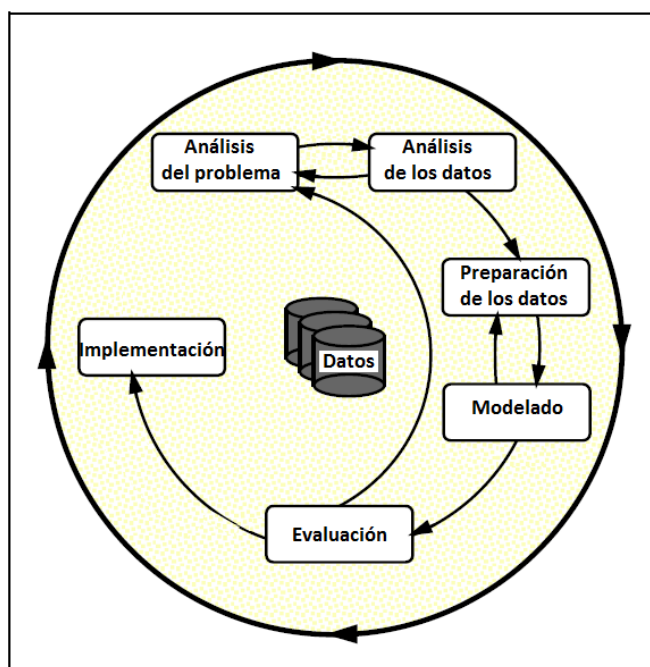 Análisis
del problema
Análisis
de los datos
Preparación
de los datos
Implementación
Datos
Modelado
Evaluación